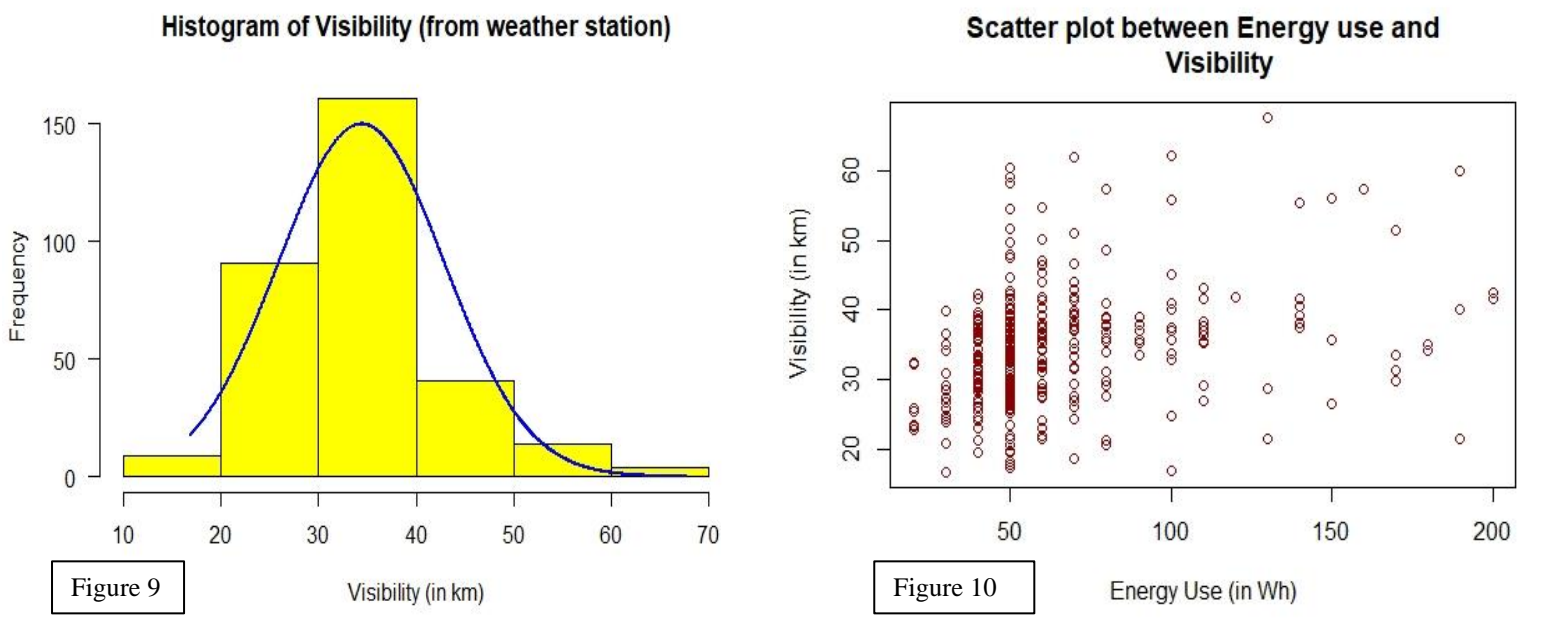 Histogram of Visibility (from weather station)
Frequency
150
100
50
0
10 20 30 40 50 60 70
Visibility (in km)
Figure 9
Scatter plot between Energy use and
Visibility
Visibility (in km)
60
50
40
30
20
50 100 150 200
Energy Use (in Wh)
Figure 10